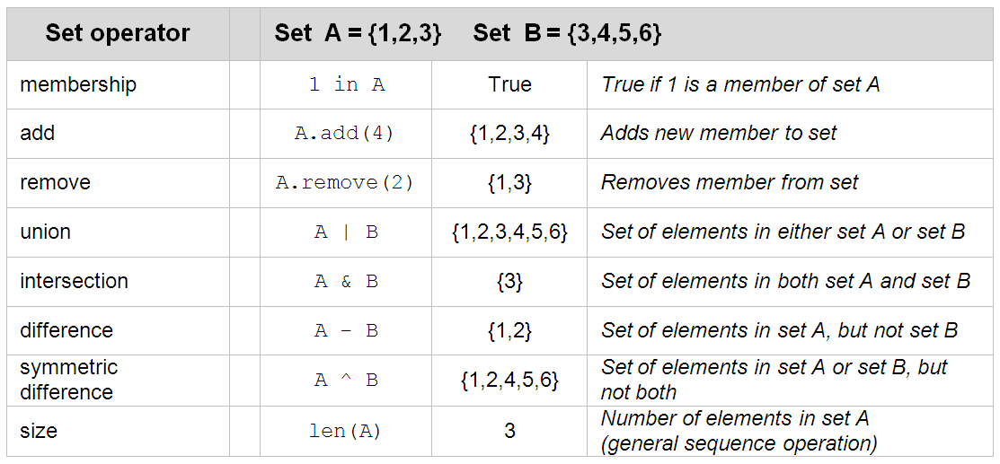 Set operator Set A = {1,2,3} Set B = {3,4,5,6}
membership 1 in A True True if 1 is a member of set A
add A.add(4) {1,2,3,4} Adds new member to set
remove A.remove(2) {1,3} Removes member from set
union A | B {1,2,3,4,5,6} Set of elements in either set A or set B
intersection A & B {3} Set of elements in both set A and set B
difference A - B {1,2} Set of elements in set A, but not set B
symmetric
difference A ^ B {1,2,4,5,6} Set of elements in set A or set B, but
not both
size len(A) 3 Number of elements in set A
(general sequence operation)